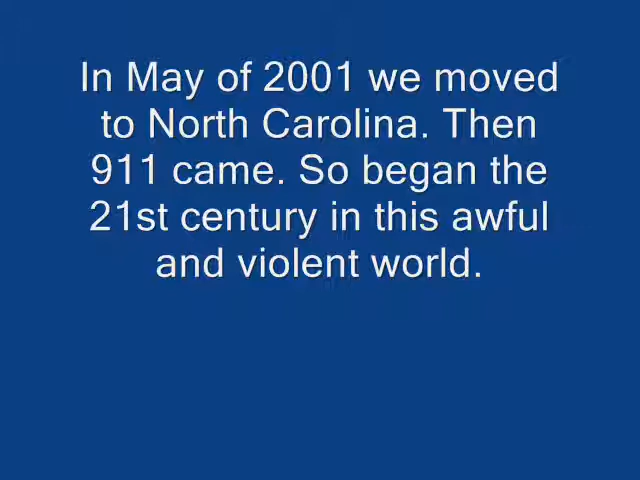 In May of 2001 we moved
to North Carolina. Then
911 came. So began the
21st century in this awful
and violent world.